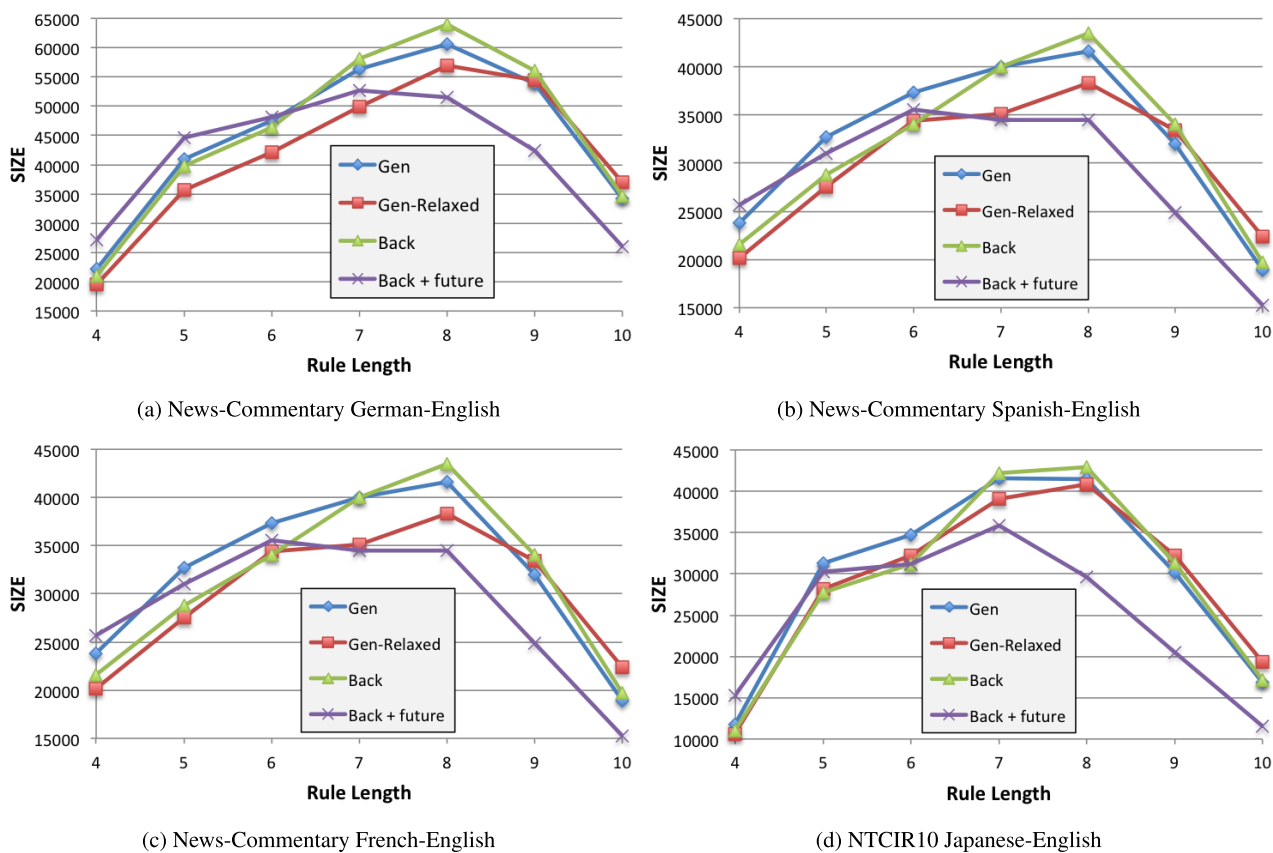 65000
60000
55000
50000
45000
40000
35000
30000
25000
20000
15000
SIZE
4 5 6 7 8 9 10
Rule Length
Gen
Gen-Relaxed
Back
Back + future
(a) News-Commentary German-English
45000
40000
35000
30000
25000
20000
15000
SIZE
4 5 6 7 8 9 10
Rule Length
Gen
Gen-Relaxed
Back
Back + future
(b) News-Commentary Spanish-English
45000
40000
35000
30000
25000
20000
15000
SIZE
4 5 6 7 8 9 10
Rule Length
Gen
Gen-Relaxed
Back
Back + future
(c) News-Commentary French-English
45000
40000
35000
30000
25000
20000
15000
10000
SIZE
4 5 6 7 8 9 10
Rule Length
Gen
Gen-Relaxed
Back
Back + future
(d) NTCIR10 Japanese-English